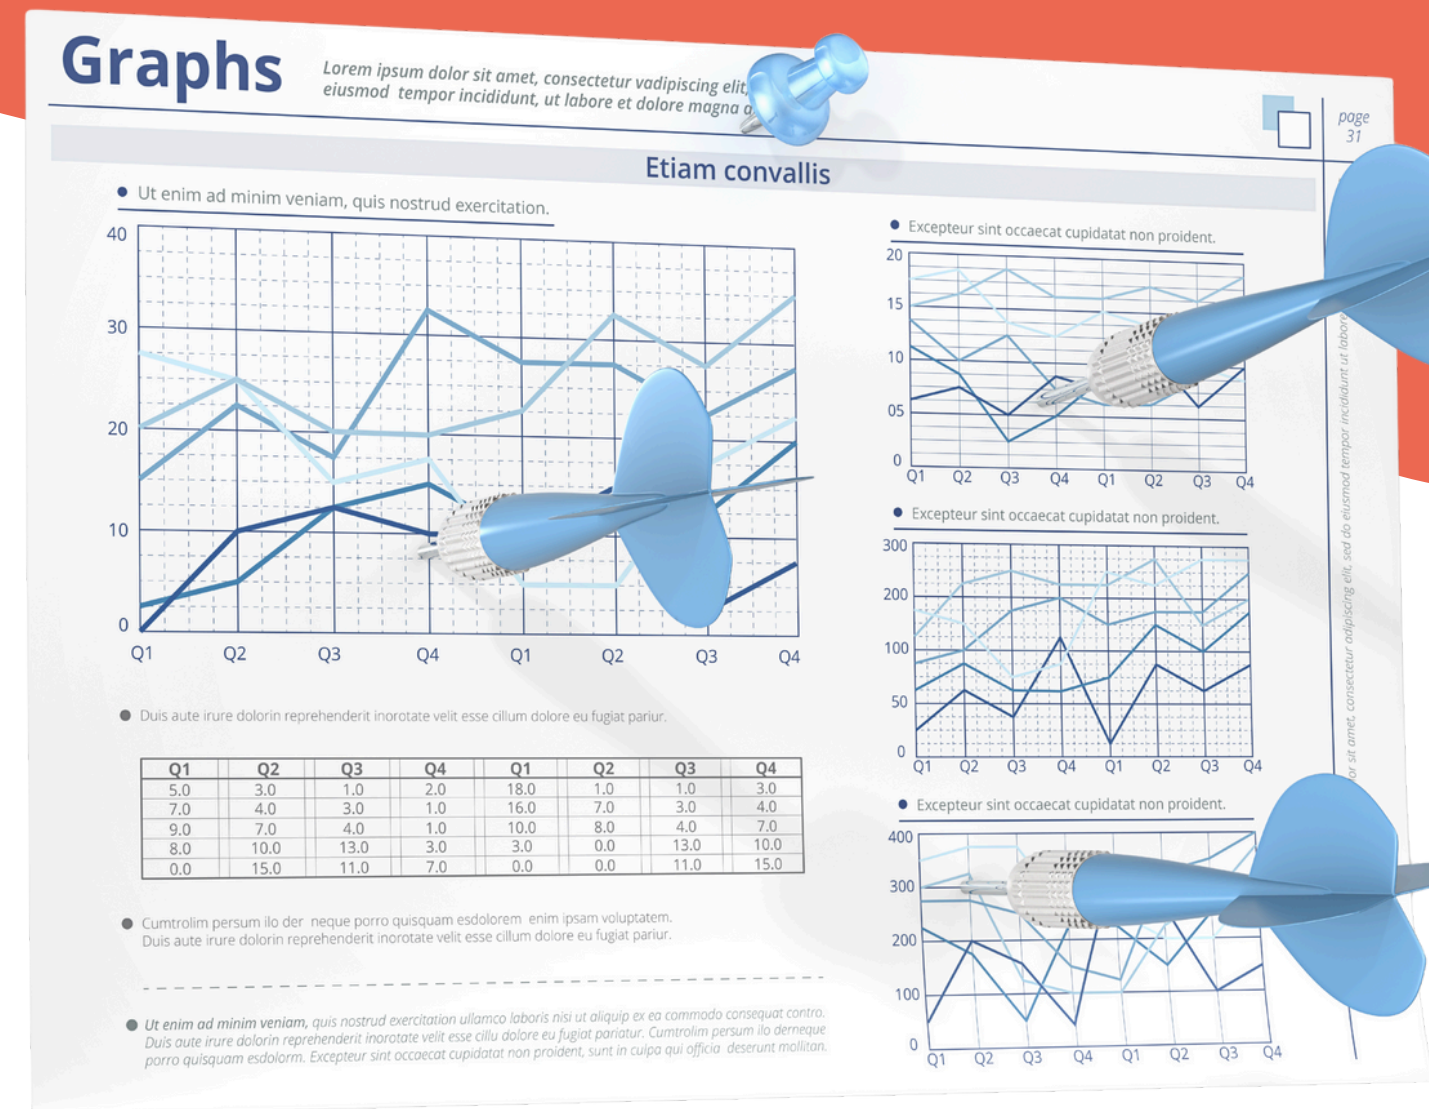 Graphs
Lorem ipsum dolor sit amet, consectetur vadipiscing elit,
eiusmod tempor incididunt, ut labore et dolore magna
page
31
Etiam convallis
Ut enim ad minim veniam, quis nostrud exercitation.
40
30
20
10
0
Q1 Q2 Q3 Q4 Q1 Q2 Q3 Q4
Duis aute irure dolorin reprehenderit inorotate velit esse cillum dolore eu fugiat pariur.
Q1 Q2 Q3 Q4 Q1 Q2 Q3 Q4
5.0 3.0 1.0 2.0 18.0 1.0 1.0 3.0
7.0 4.0 3.0 1.0 16.0 7.0 3.0 4.0
9.0 7.0 4.0 1.0 10.0 8.0 4.0 7.0
8.0 10.0 13.0 3.0 3.0 0.0 13.0 10.0
0.0 15.0 11.0 7.0 0.0 0.0 11.0 15.0
Cumtrolim persum ilo der neque porro quisquam esdolorem enim ipsam voluptatem.
Duis aute irure dolorin reprehenderit inorotate velit esse cillum dolore eu fugiat pariur.
Ut enim ad minim veniam, quis nostrud exercitation ullamco laboris nisi ut aliquip ex ea commodo consequat contro.
Duis aute irure dolorin reprehenderit inorotate velit esse cillu dolore eu fugiat pariatur. Cumtrolim persum ilo derneque
porro quisquam esdolorm. Excepteur sint occaecat cupidatat non proident, sunt in culpa qui officia deserunt mollitan.
Excepteur sint occaecat cupidatat non proident.
20
15
10
05
0
Q1 Q2 Q3 Q4 Q1 Q2 Q3 Q4
Excepteur sint occaecat cupidatat non proident.
300
200
100
50
0
Q1 Q2 Q3 Q4 Q1 Q2 Q3 Q4
Excepteur sint occaecat cupidatat non proident.
400
300
200
100
0
Q1 Q2 Q3 Q4 Q1 Q2 Q3 Q4
sit amet, consectetur adipiscing elit, sed do eiusmod tempor incididunt ut labore